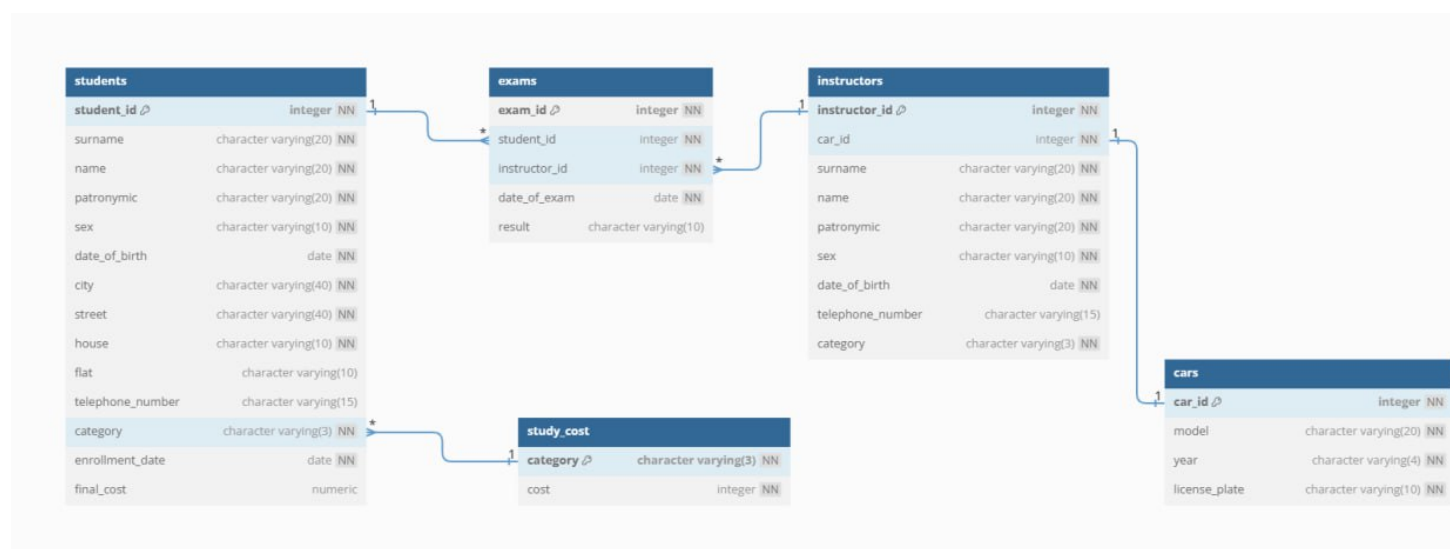 students
student_id integer NN
surname character varying(20) NN
name character varying(20) NN
patronymic character varying(20) NN
sex character varying(10) NN
date_of_birth date NN
city character varying(40) NN
street character varying(40) NN
house character varying(10) NN
flat character varying(10)
telephone_number character varying(15)
category character varying(3) NN
enrollment_date date NN
final_cost numeric
1
*
*
1
exams
exam_id integer NN
student_id integer NN
instructor_id integer NN
date_of_exam date NN
result character varying(10)
*
1
study_cost
category character varying(3) NN
cost integer NN
instructors
instructor_id integer NN
car_id integer NN
surname character varying(20) NN
name character varying(20) NN
patronymic character varying(20) NN
sex character varying(10) NN
date_of_birth date NN
telephone_number character varying(15)
category character varying(3) NN
1
1
cars
car_id integer NN
model character varying(20) NN
year character varying(4) NN
license_plate character varying(10) NN